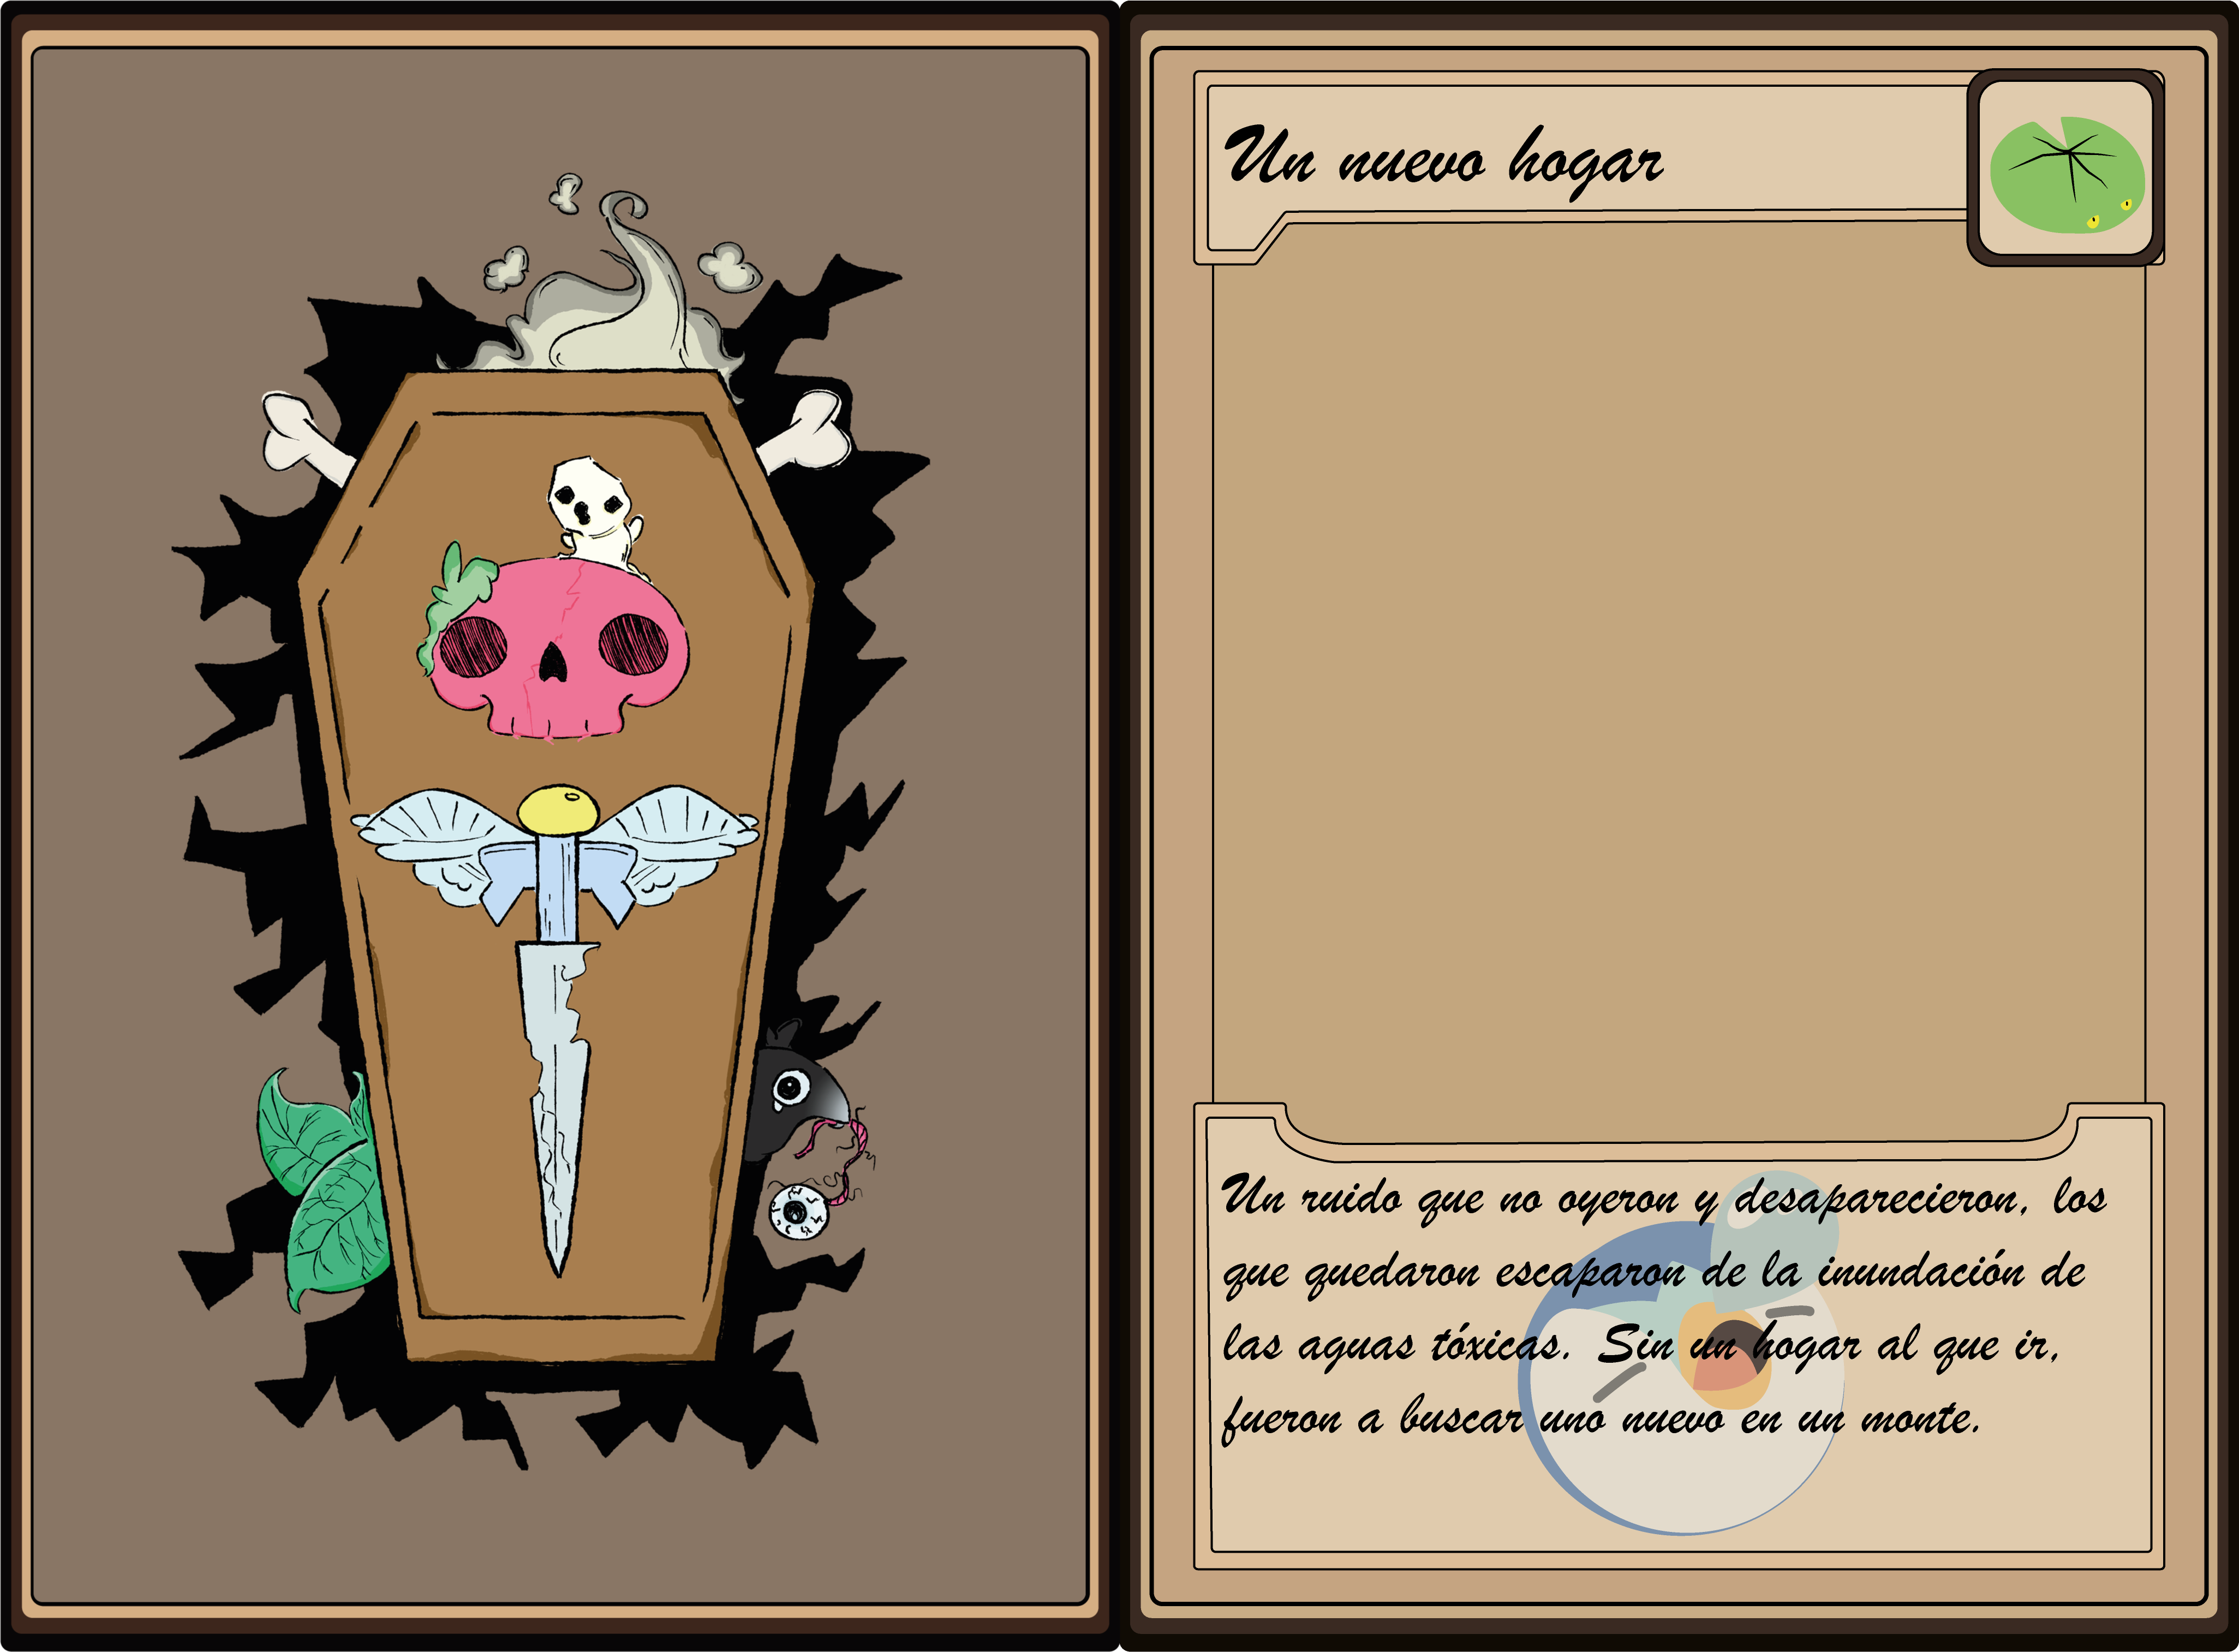 Un nuevo hogar
Un ruido que no oyeron y desaparecieron, los
que quedaron escaparon de la inundación de
las aguas tóxicas. Sin un hogar al que ir,
fueron a buscar uno nuevo en un monte.